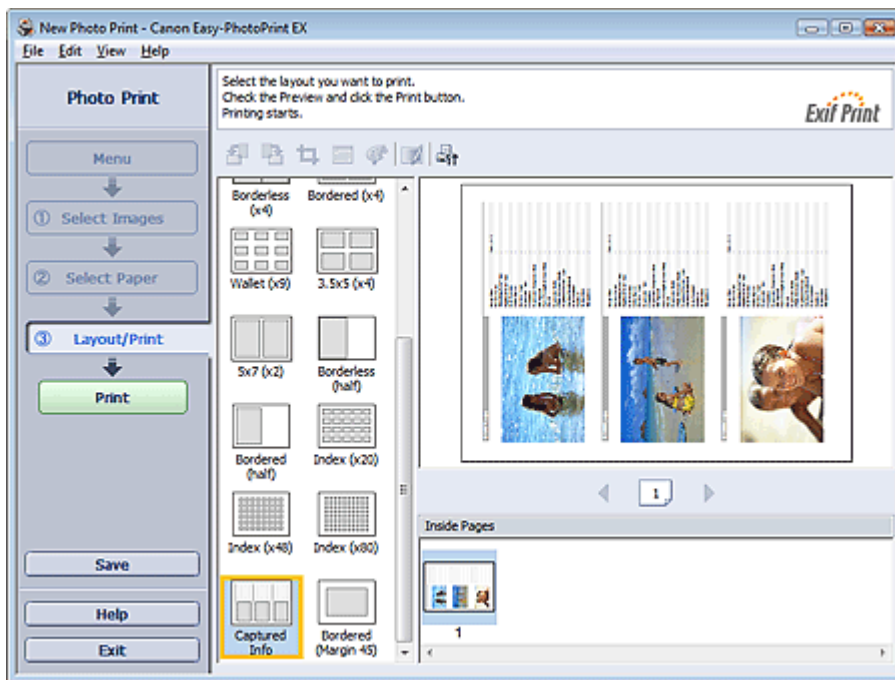 New Photo Print - Canon Easy-PhotoPrint EX
File Edit View Help
Photo Print
Menu
① Select Images
② Select Paper
③ Layout/Print
Print
Save
Help
Exit
Select the layout you want to print.
Check the Preview and click the Print button.
Printing starts.
Exif Print
Borderless
(x4)
Bordered (x4)
Wallet (x9)
3.5x5 (x4)
5x7 (x2)
Borderless
(half)
Bordered
(half)
Index (x20)
Index (x48)
Index (x80)
Captured
Info
Bordered
(Margin 45)
1
Inside Pages
1